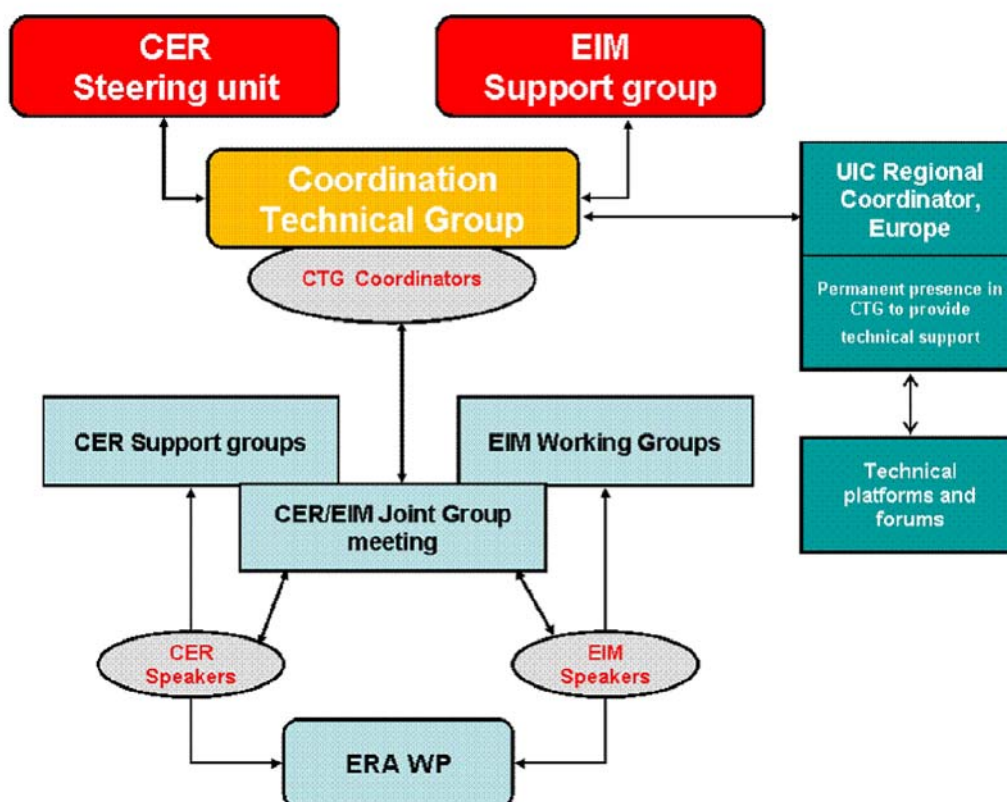 CER
Steering unit
EIM
Support group
Coordination
Technical Group
CTG Coordinators
UIC Regional
Coordinator,
Europe
Permanent presence in
CTG to provide
technical support
CER Support groups
EIM Working Groups
CER/EIM Joint Group
meeting
Technical
platforms and
forums
CER
Speakers
EIM
Speakers
ERA WP